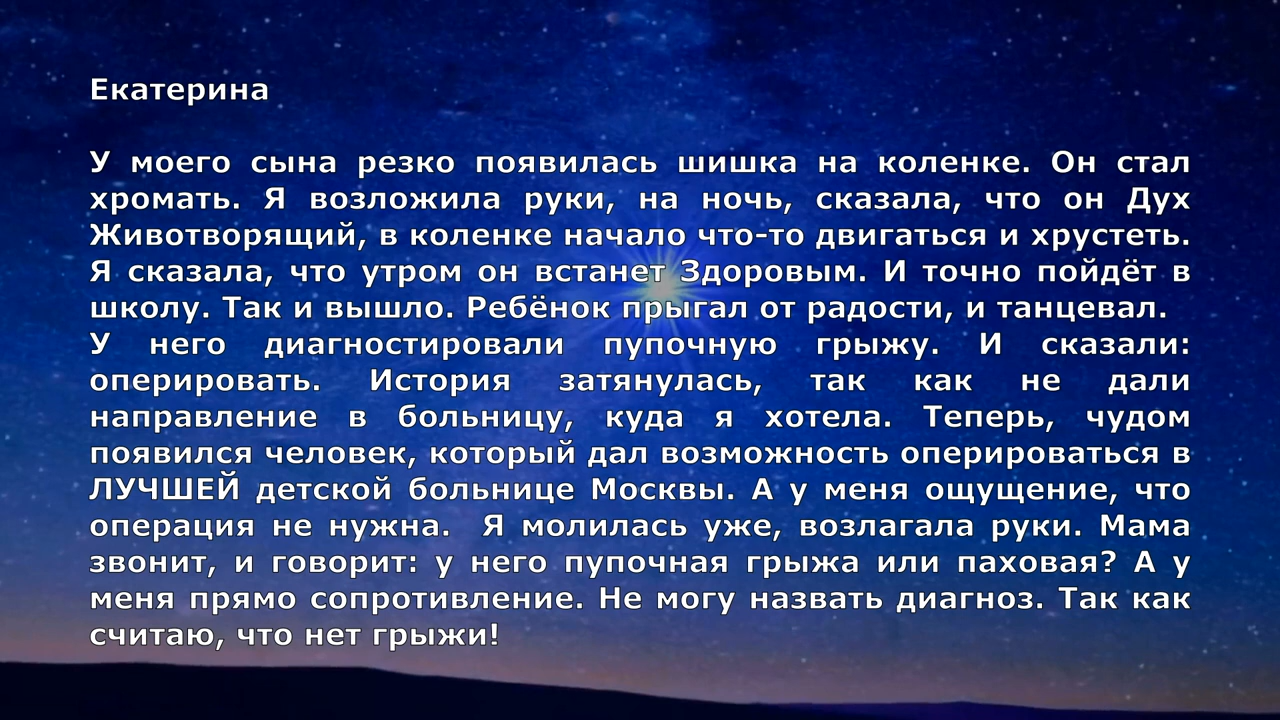 Екатерина
У моего сына резко появилась шишка на коленке. Он стал
хромать. Я возложила руки, на ночь, сказала, что он Дух
Животворящий, в коленке начало что-то двигаться и хрустеть.
Я сказала, что утром он встанет Здоровым. И точно пойдёт в
школу. Так и вышло. Ребёнок прыгал от радости, и танцевал.
У него диагностировали пупочную грыжу. И сказали:
оперировать. История затянулась, так как не дали
направление в больницу, куда я хотела. Теперь, чудом
появился человек, который дал возможность оперироваться в
ЛУЧШЕЙ детской больнице Москвы. А у меня ощущение, что
операция не нужна.  Я молилась уже, возлагала руки. Мама
звонит, и говорит: у него пупочная грыжа или паховая? А у
меня прямо сопротивление. Не могу назвать диагноз. Так как
считаю, что нет грыжи!